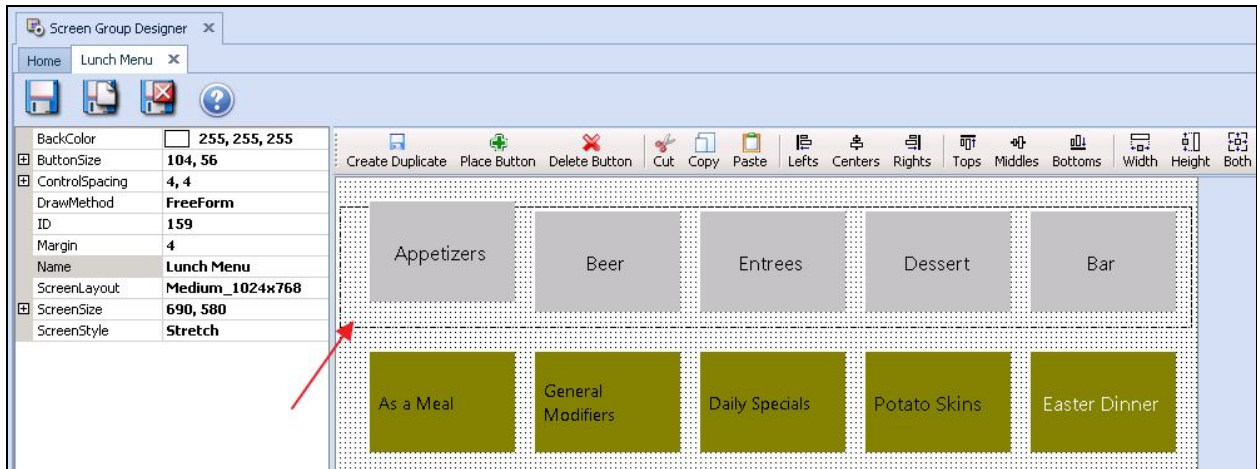 Screen Group Designer
Home Lunch Menu
BackColor 255, 255, 255
ButtonSize 104, 56
ControlSpacing 4, 4
DrawMethod FreeForm
ID 159
Margin 4
Name Lunch Menu
ScreenLayout Medium_1024x768
ScreenSize 690, 580
ScreenStyle Stretch
Create Duplicate Place Button Delete Button Cut Copy Paste Lefts Centers Rights Tops Middles Bottoms Width Height Both
Appetizers Beer Entrees Dessert Bar
As a Meal General Modifiers Daily Specials Potato Skins Easter Dinner